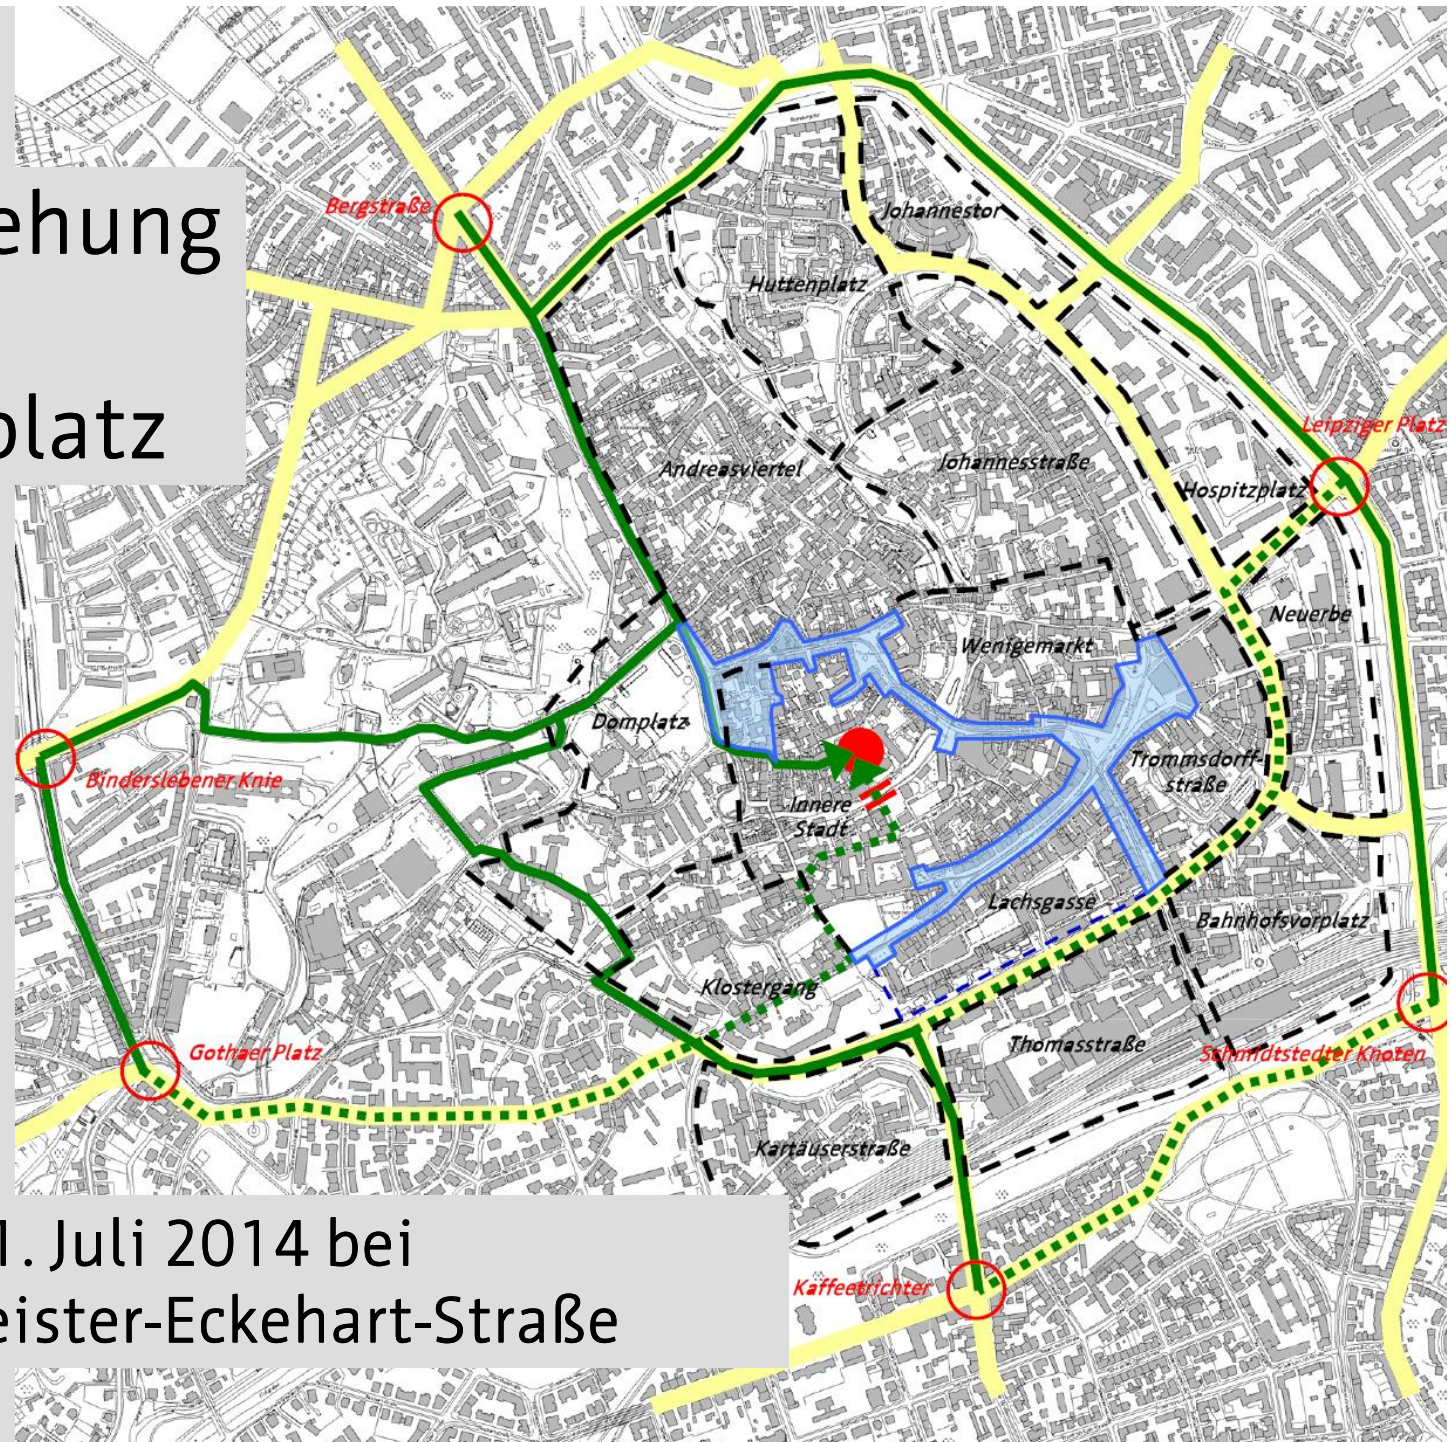 ehung
platz
Bergstraße
Johannestor
Huttenplatz
Leipziger Platz
Andreasviertel
Johannesstraße
Hospitzplatz
Neuerbe
Wenigemarkt
Domplatz
Trommsdorff-
straße
Binderslebener Knie
Innere
Stadt
Lachsgasse
Bahnhofsvorplatz
Klostergang
Thomasstraße
Gothaer Platz
Schmidtstedter Knoten
Kartäuserstraße
1. Juli 2014 bei
eister-Eckehart-Straße
Kaffeetrichter